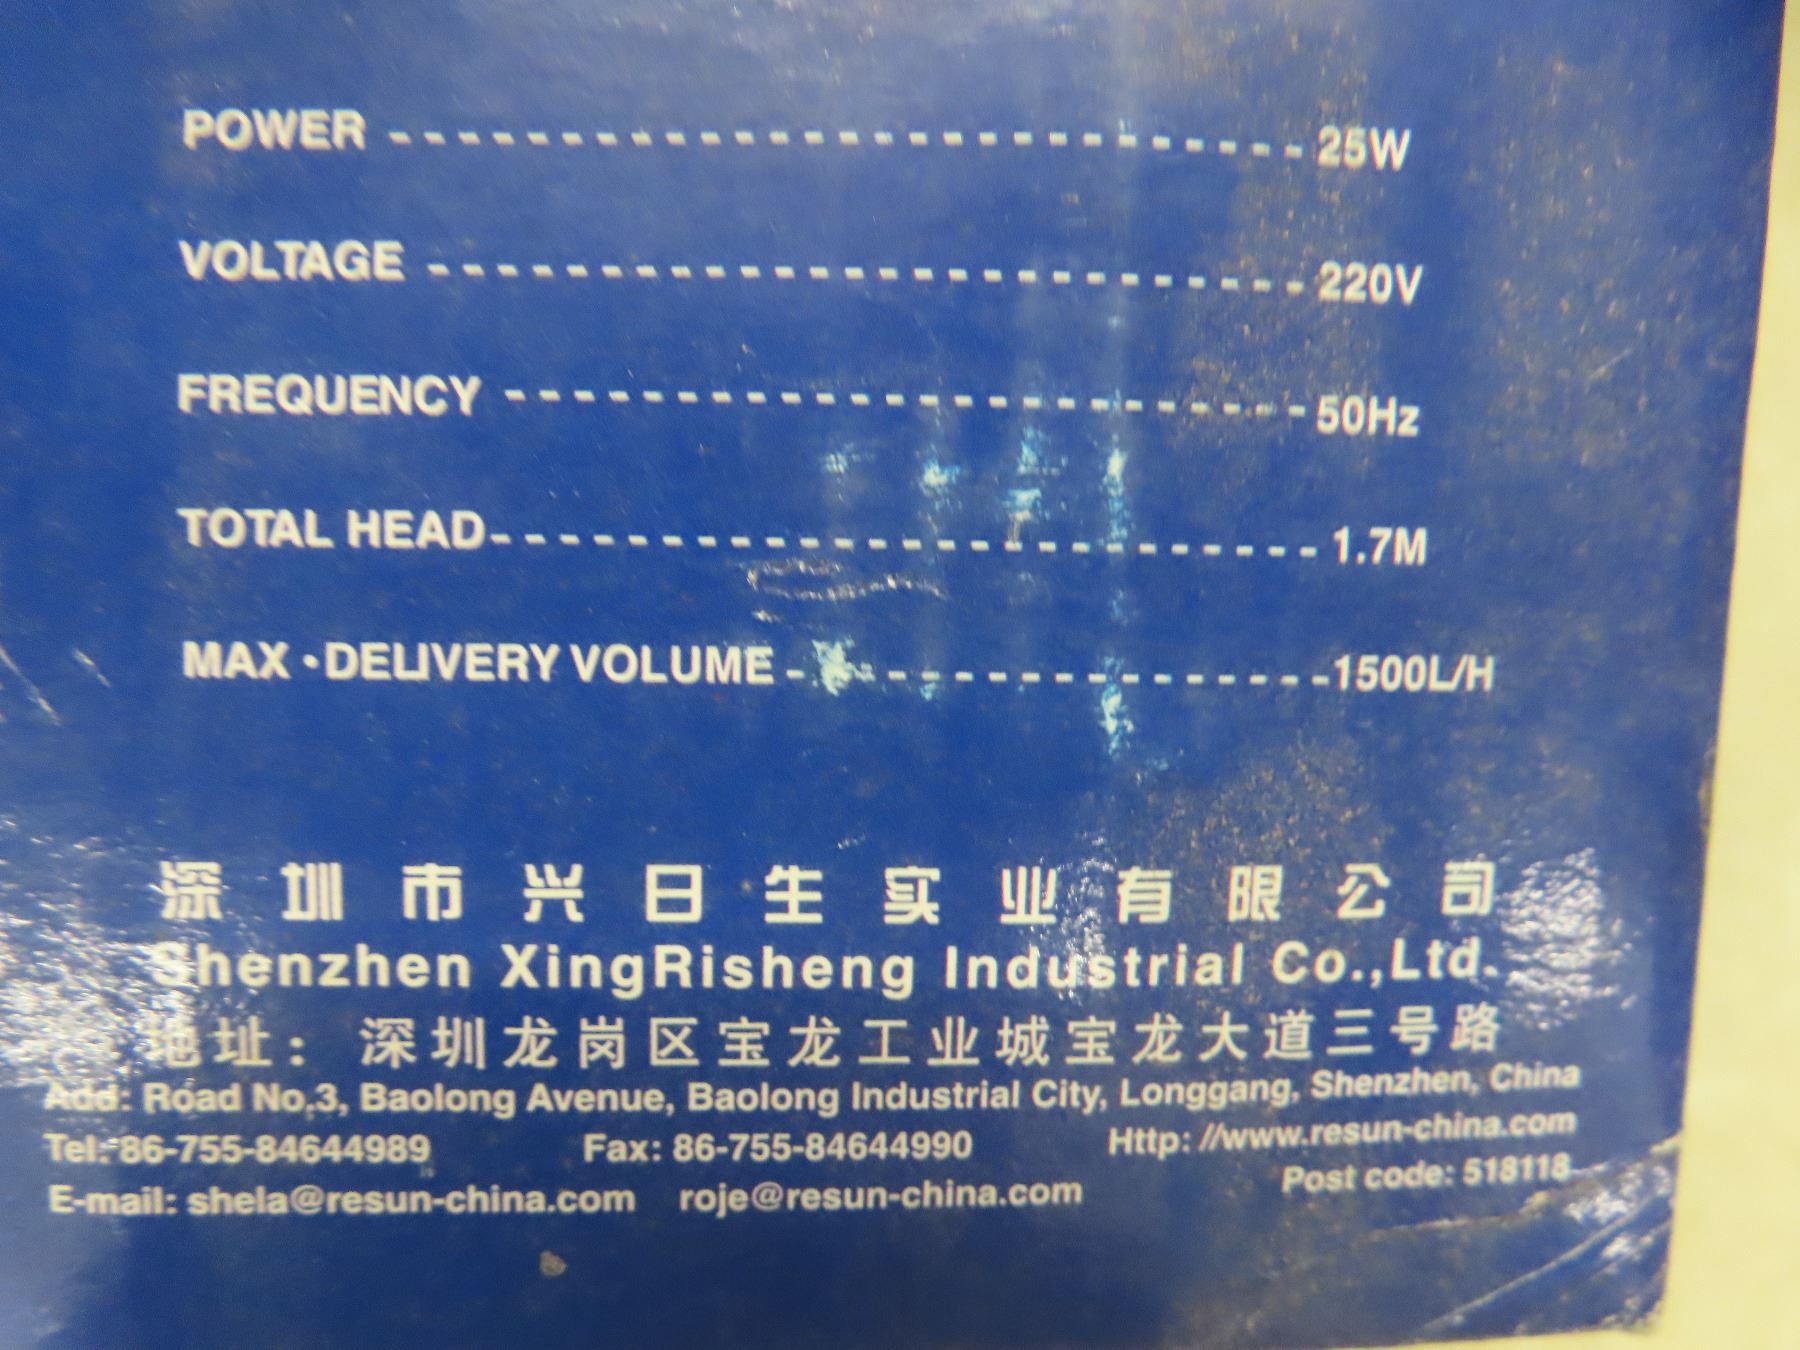 POWER - - - - - - - - - - - - - - - - - - - - - - - - - - - 25W
VOLTAGE - - - - - - - - - - - - - - - - - - - - - - - - - - 220V
FREQUENCY - - - - - - - - - - - - - - - - - - - - - - - - 50Hz
TOTAL HEAD - - - - - - - - - - - - - - - - - - - - - - - - 1.7M
MAX·DELIVERY VOLUME - - - - - - - - - - - - - - - - 1500L/H
深圳市兴日生实业有限公司
Shenzhen XingRisheng Industrial Co.,Ltd.
地址：深圳龙岗区宝龙工业城宝龙大道三号路
Add: Road No,3, Baolong Avenue, Baolong Industrial City, Longgang, Shenzhen, China
Tel: 86-755-84644989 Fax: 86-755-84644990 Http: //www.resun-china.com
E-mail: shela@resun-china.com roje@resun-china.com Post code: 518118